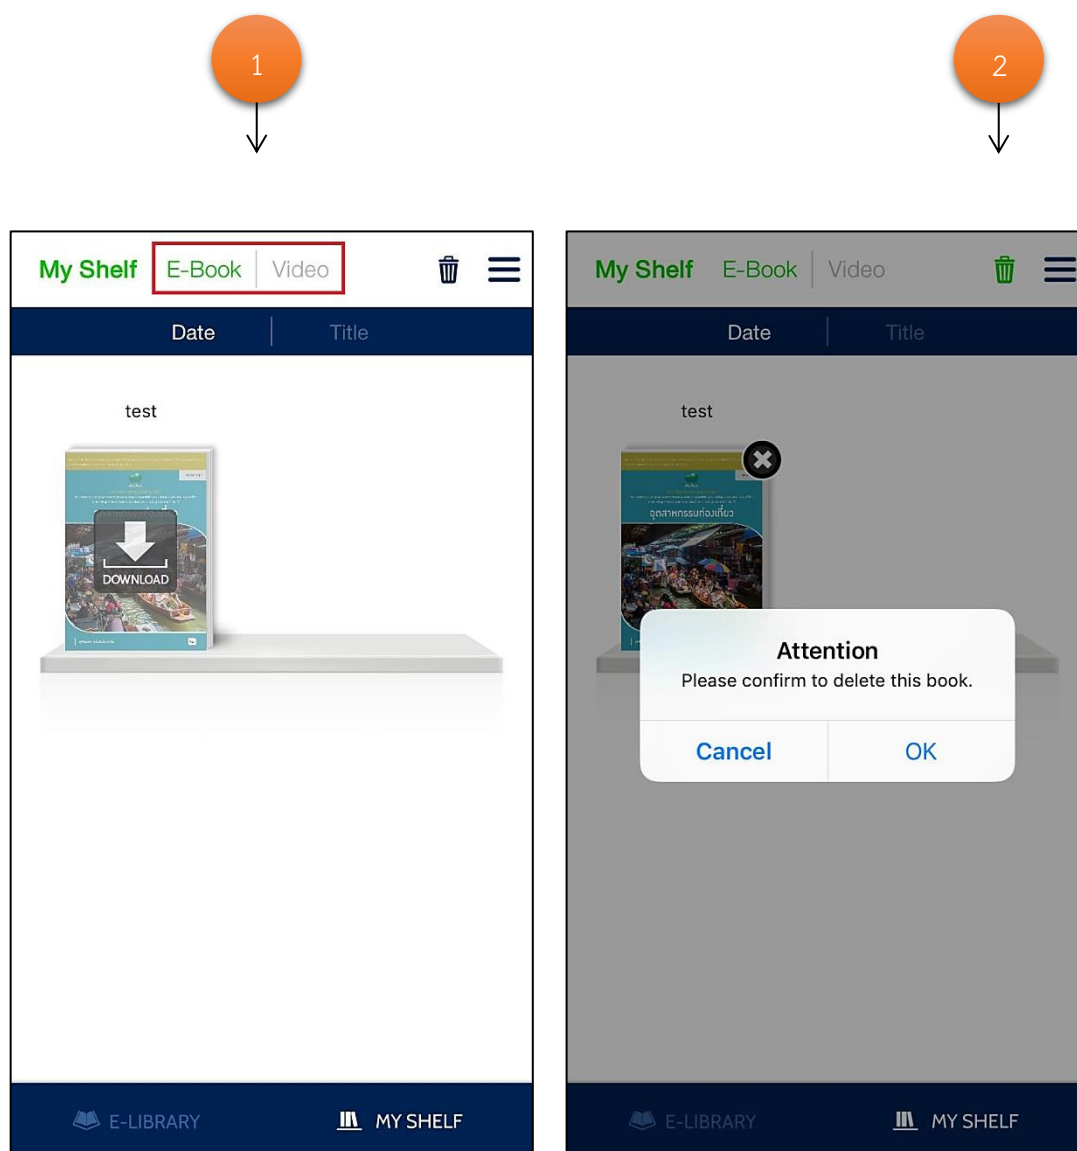 1
2
My Shelf E-Book Video
Date Title
test
DOWNLOAD
E-LIBRARY MY SHELF
My Shelf E-Book Video
Date Title
test
อุตสาหกรรมท่องเที่ยว
Attention
Please confirm to delete this book.
Cancel OK
E-LIBRARY MY SHELF